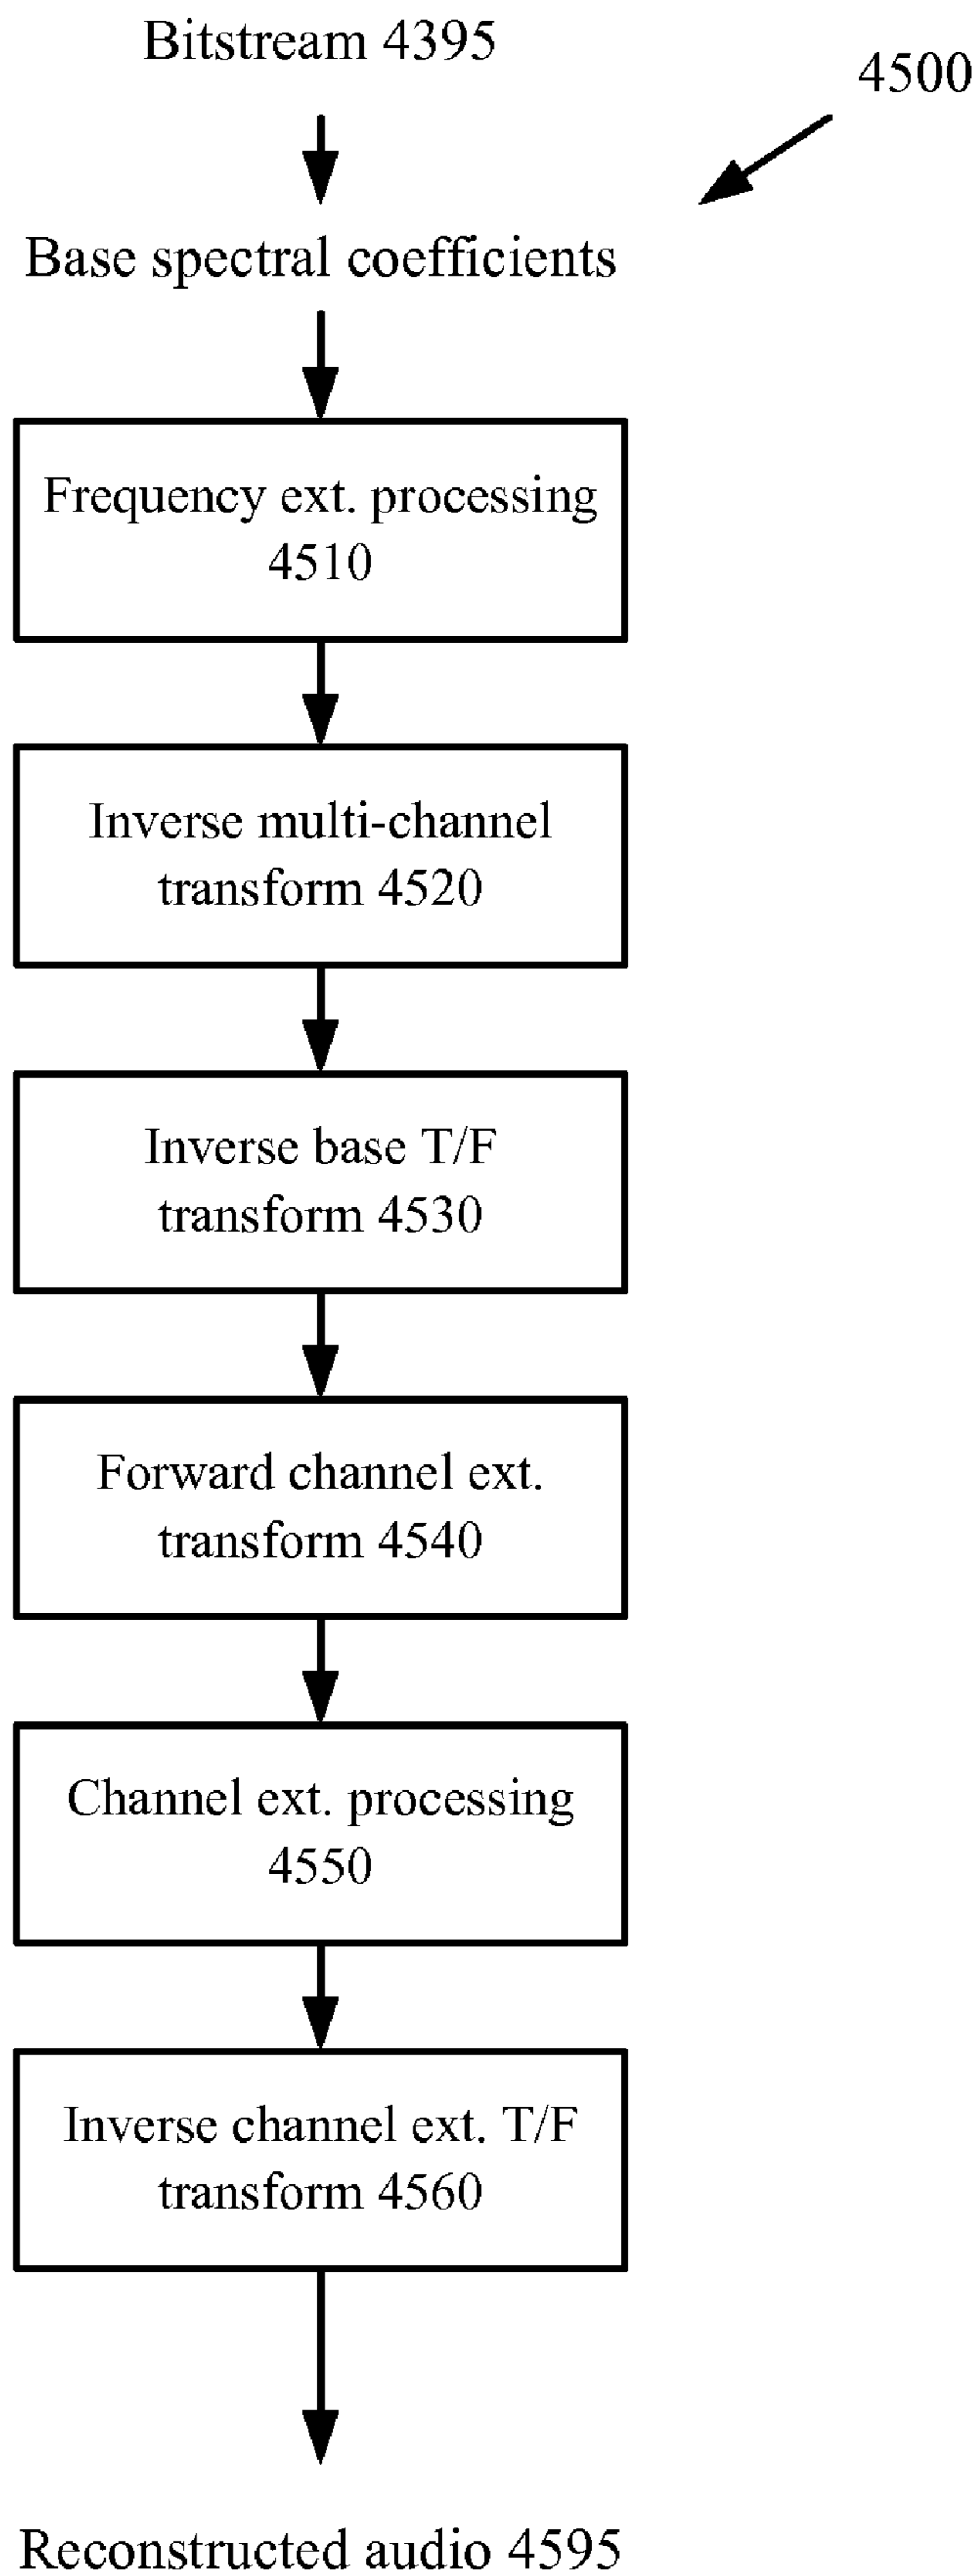 Bitstream 4395
4500
Base spectral coefficients
Frequency ext. processing
4510
Inverse multi-channel
transform 4520
Inverse base T/F
transform 4530
Forward channel ext.
transform 4540
Channel ext. processing
4550
Inverse channel ext. T/F
transform 4560
Reconstructed audio 4595